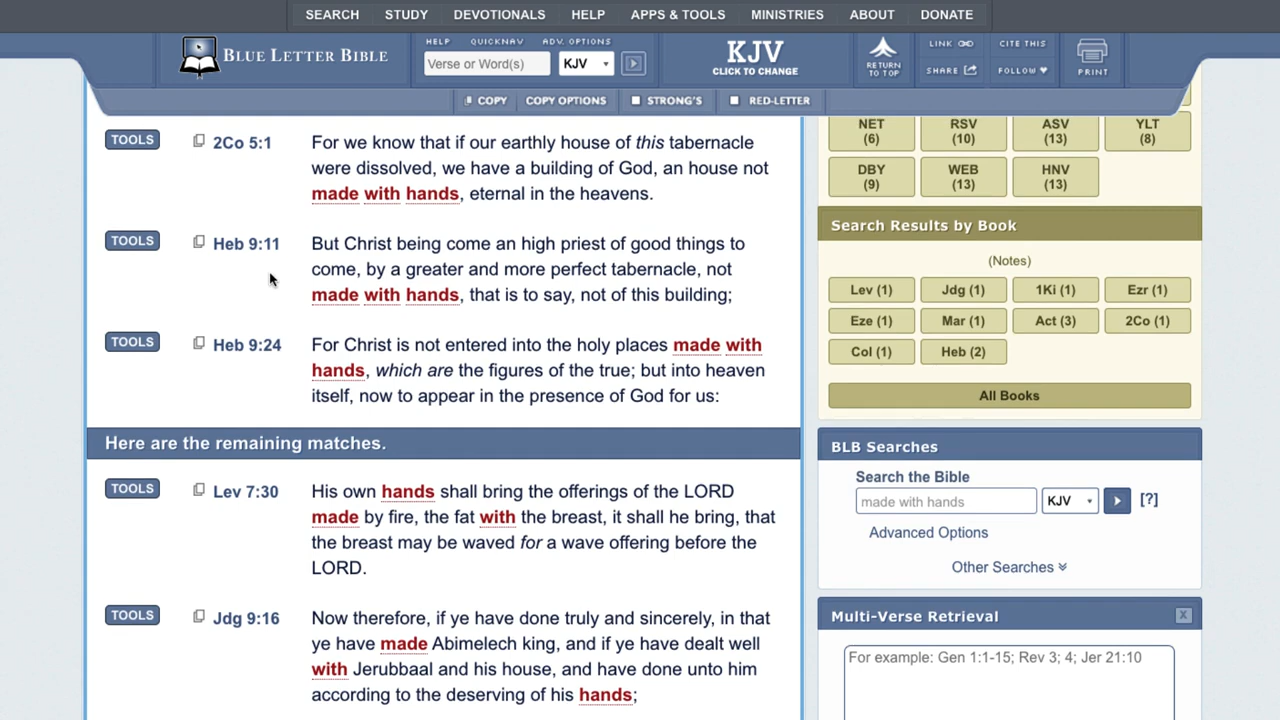 SEARCH STUDY DEVOTIONALS HELP APPS & TOOLS MINISTRIES ABOUT DONATE
BLUE LETTER BIBLE
HELP QUICKNAV ADV. OPTIONS
Verse or Word(s) KJV
KJV
CLICK TO CHANGE
RETURN
TO TOP
LINK CITE THIS
SHARE FOLLOW
PRINT
COPY COPY OPTIONS STRONG'S RED-LETTER
TOOLS 2Co 5:1 For we know that if our earthly house of this tabernacle
were dissolved, we have a building of God, an house not
made with hands, eternal in the heavens.
TOOLS Heb 9:11 But Christ being come an high priest of good things to
come, by a greater and more perfect tabernacle, not
made with hands, that is to say, not of this building;
TOOLS Heb 9:24 For Christ is not entered into the holy places made with
hands, which are the figures of the true; but into heaven
itself, now to appear in the presence of God for us:
Here are the remaining matches.
TOOLS Lev 7:30 His own hands shall bring the offerings of the LORD
made by fire, the fat with the breast, it shall he bring, that
the breast may be waved for a wave offering before the
LORD.
TOOLS Jdg 9:16 Now therefore, if ye have done truly and sincerely, in that
ye have made Abimelech king, and if ye have dealt well
with Jerubbaal and his house, and have done unto him
according to the deserving of his hands;
NET RSV ASV YLT
(6) (10) (13) (8)
DBY WEB HNV
(9) (13) (13)
Search Results by Book
(Notes)
Lev (1) Jdg (1) 1Ki (1) Ezr (1)
Eze (1) Mar (1) Act (3) 2Co (1)
Col (1) Heb (2)
All Books
BLB Searches
Search the Bible
made with hands KJV [?]
Advanced Options
Other Searches
Multi-Verse Retrieval X
For example: Gen 1:1-15; Rev 3; 4; Jer 21:10